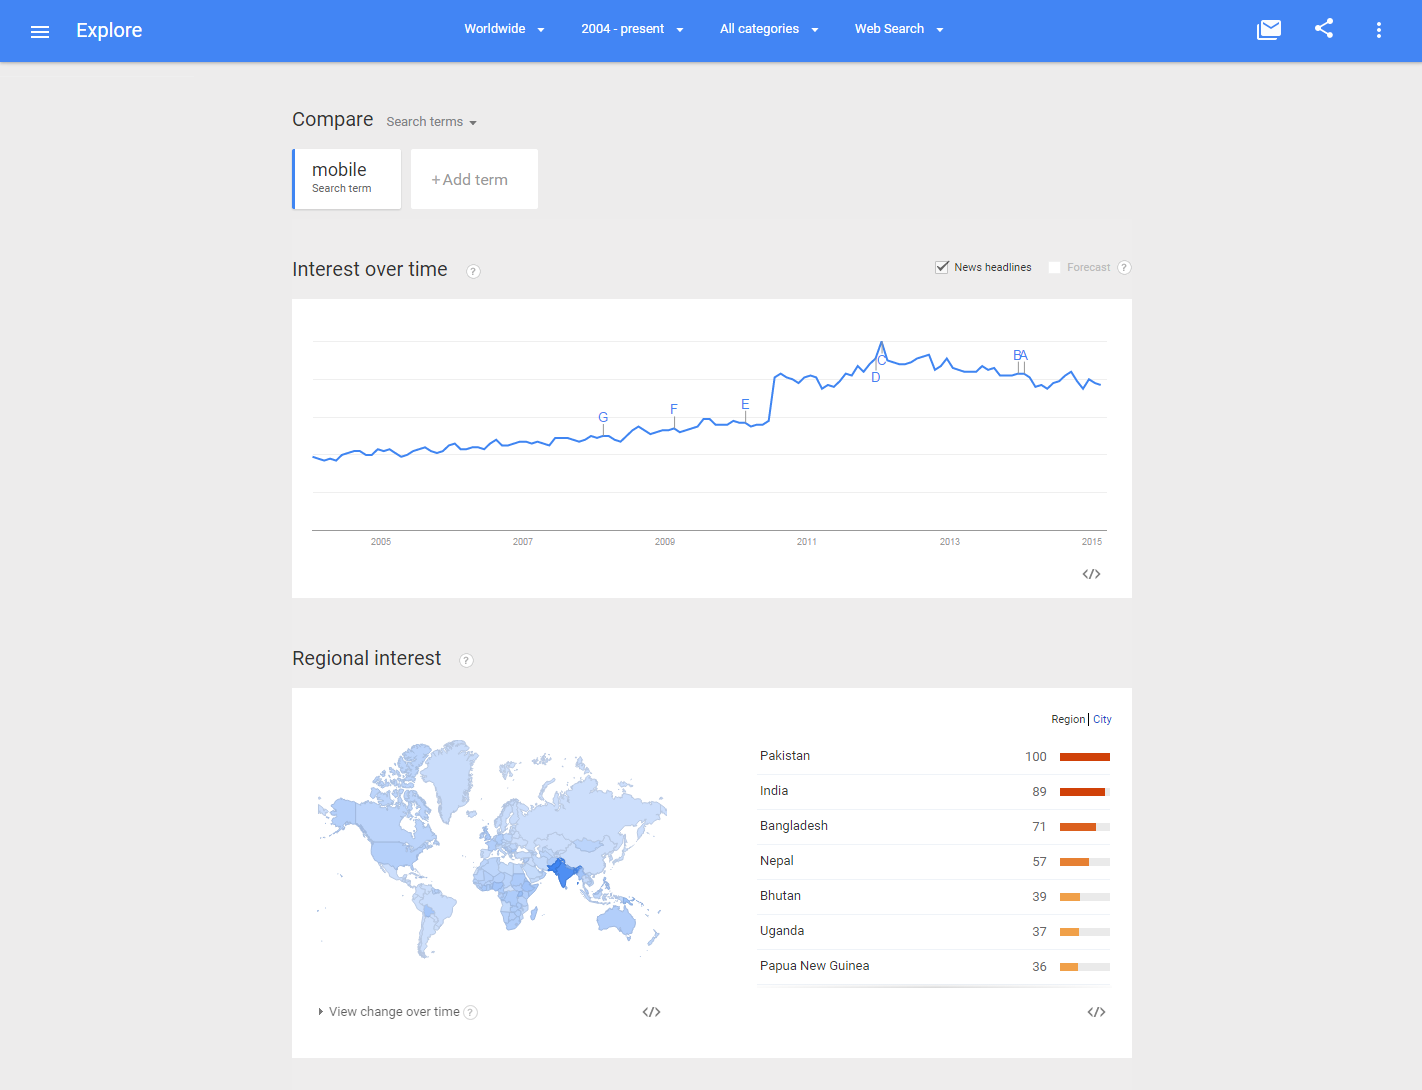 Explore
Worldwide
2004 - present
All categories
Web Search
Compare Search terms
mobile
Search term
+Add term
Interest over time ?
News headlines
Forecast ?
G
F
E
D
C
B A
2005 2007 2009 2011 2013 2015
</>
Regional interest ?
Region | City
Pakistan 100
India 89
Bangladesh 71
Nepal 57
Bhutan 39
Uganda 37
Papua New Guinea 36
View change over time ?
</>
</>